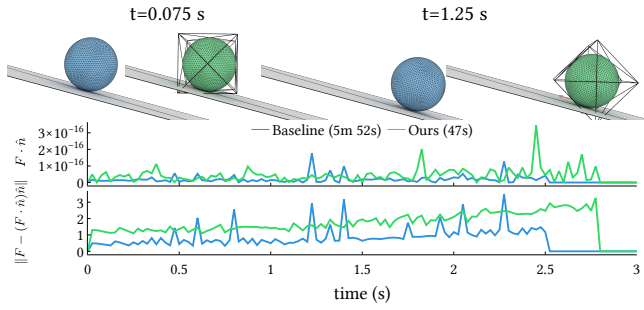 t=0.075 s
t=1.25 s
Baseline (5m 52s)
Ours (47s)
F · n̂
3×10⁻¹⁶
2×10⁻¹⁶
1×10⁻¹⁶
0
‖F − (F · n̂)n̂‖
3
2
1
0
0 0.5 1 1.5 2 2.5 3
time (s)